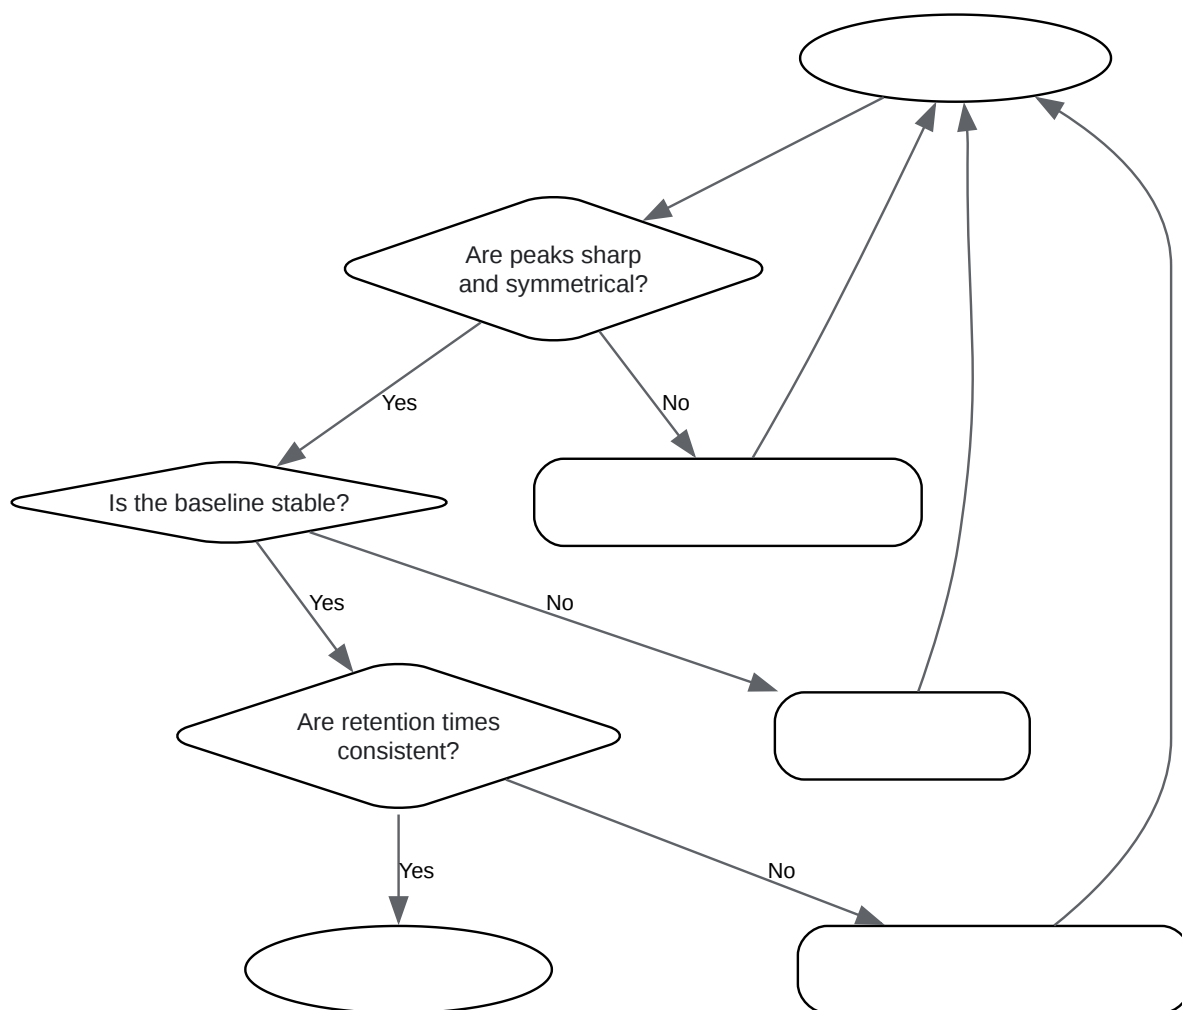 Are peaks sharp
and symmetrical?
Yes
No
Is the baseline stable?
Yes
No
Are retention times
consistent?
Yes
No